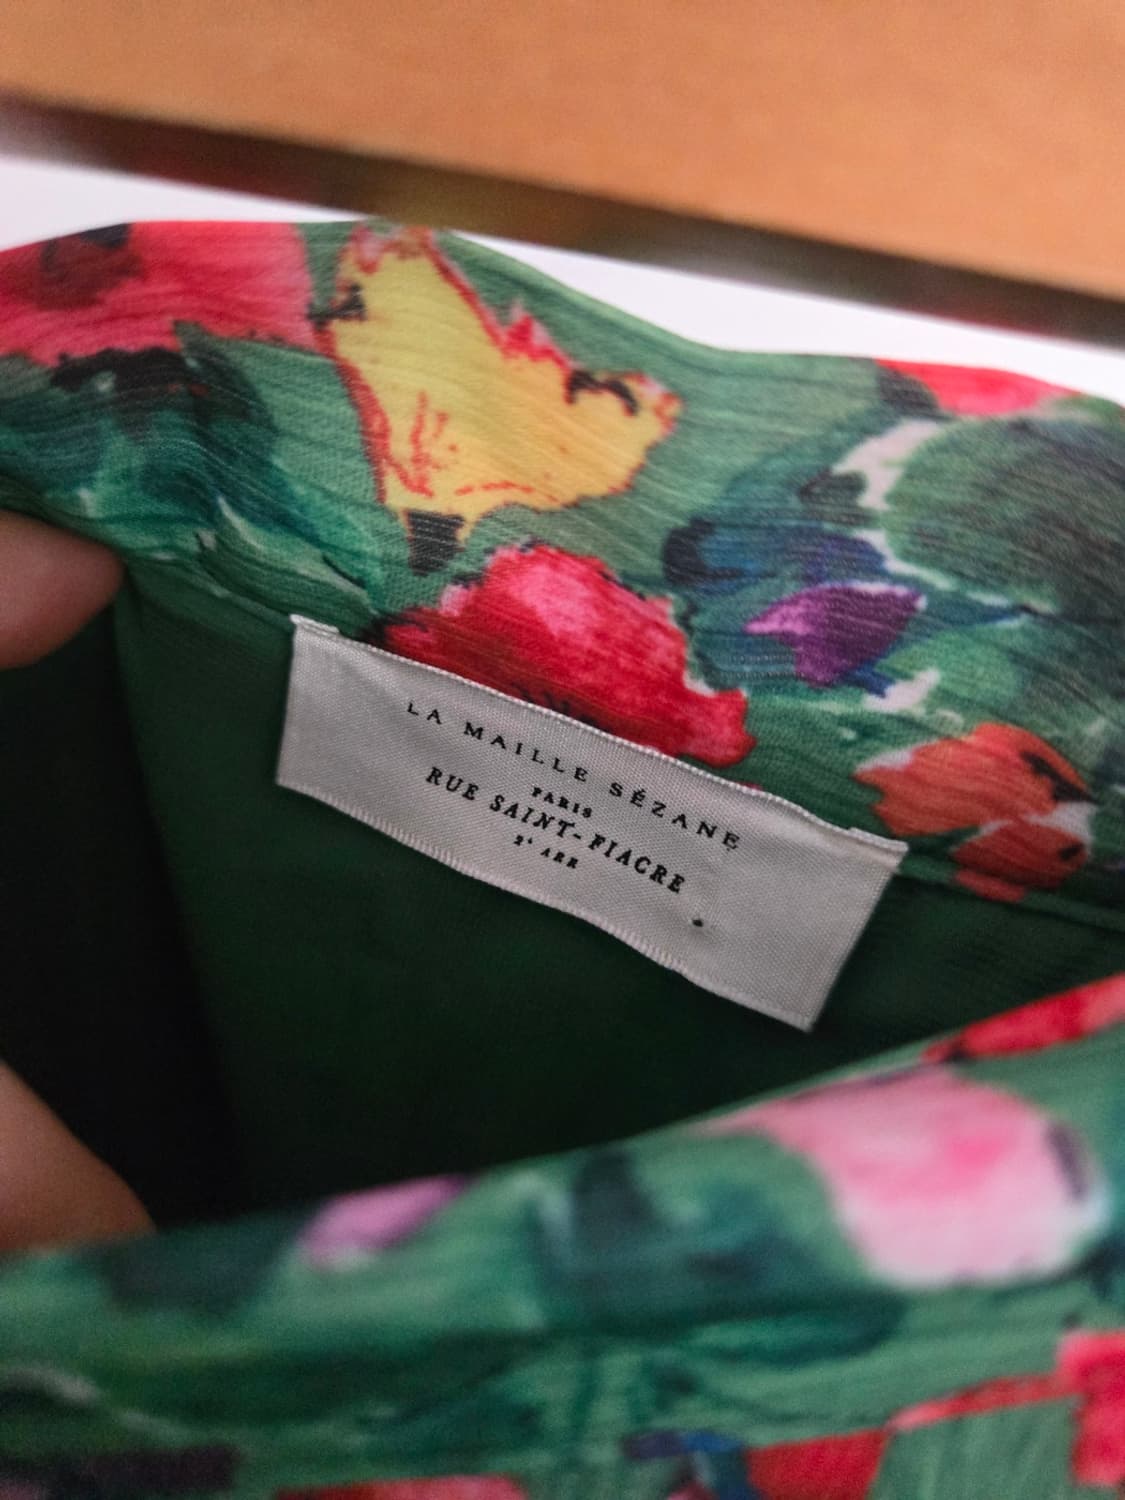 LA MAILLE SÉZANE
PARIS
RUE SAINT-FIACRE
2E ARR